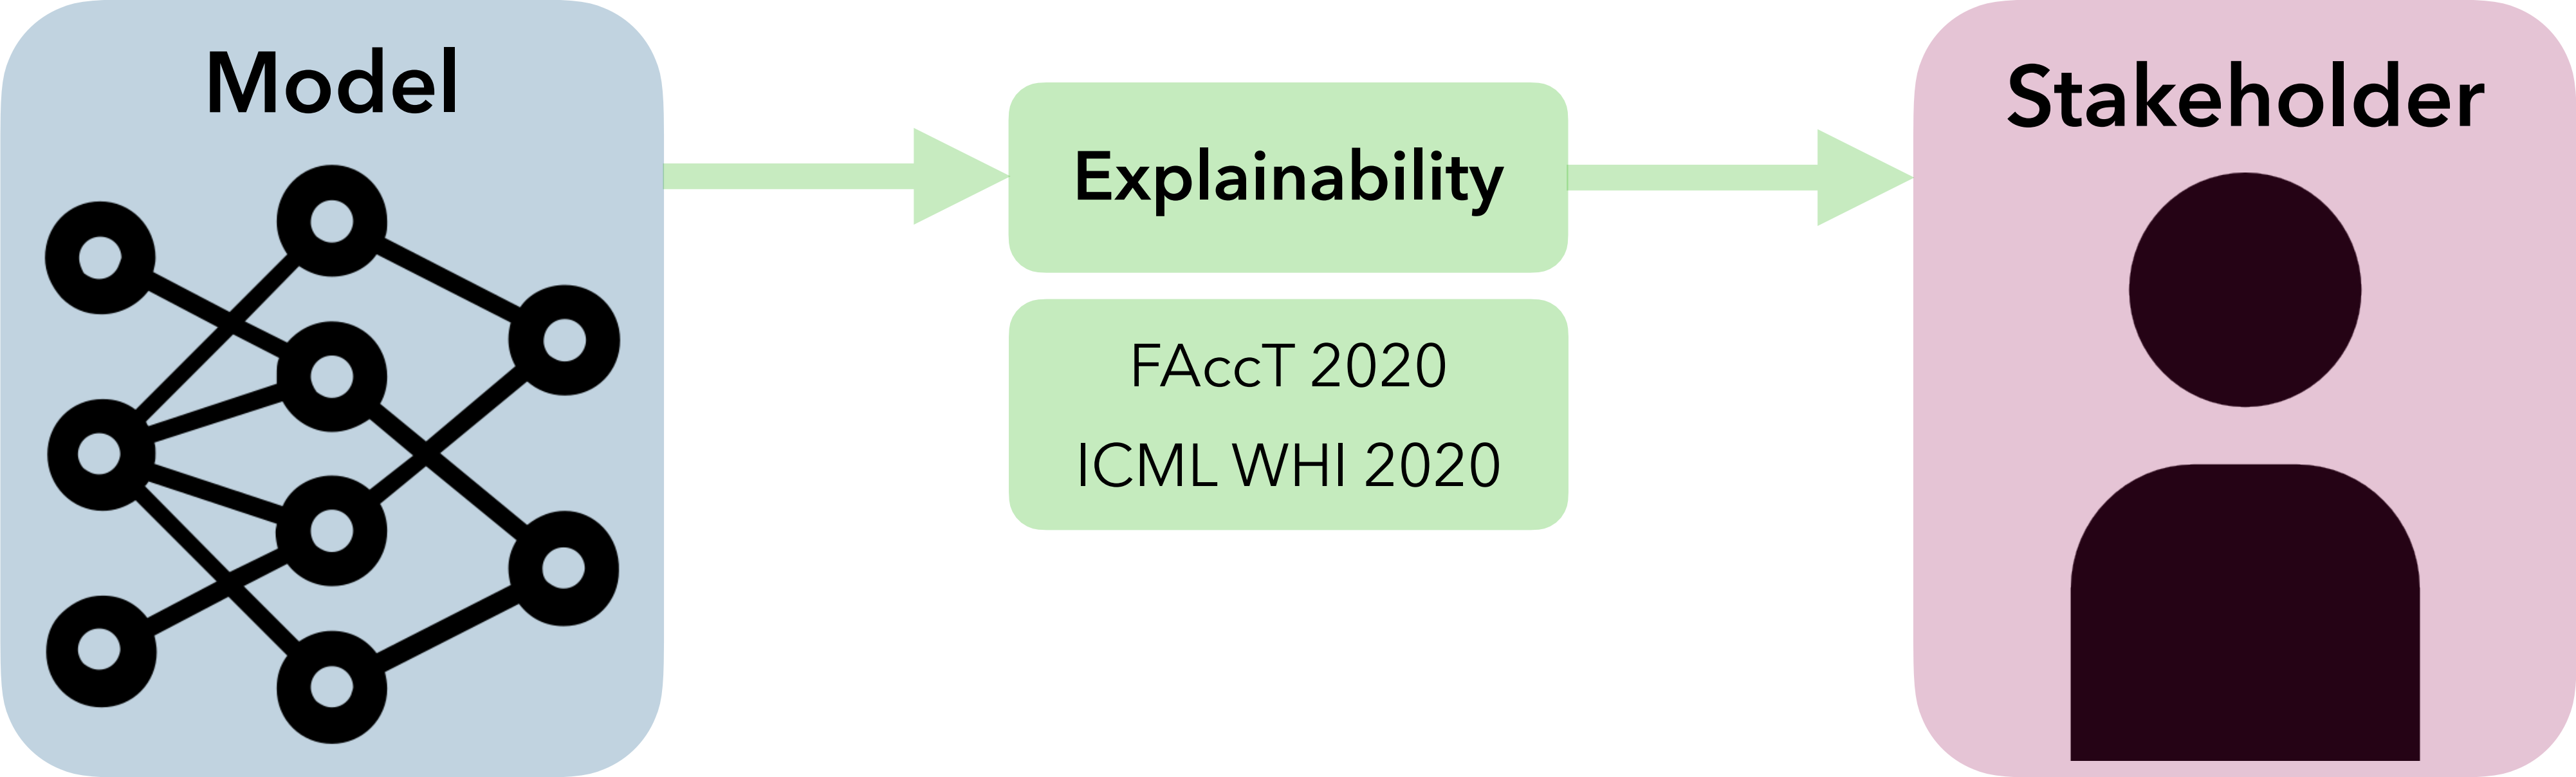 Model
Explainability
FAccT 2020
ICML WHI 2020
Stakeholder